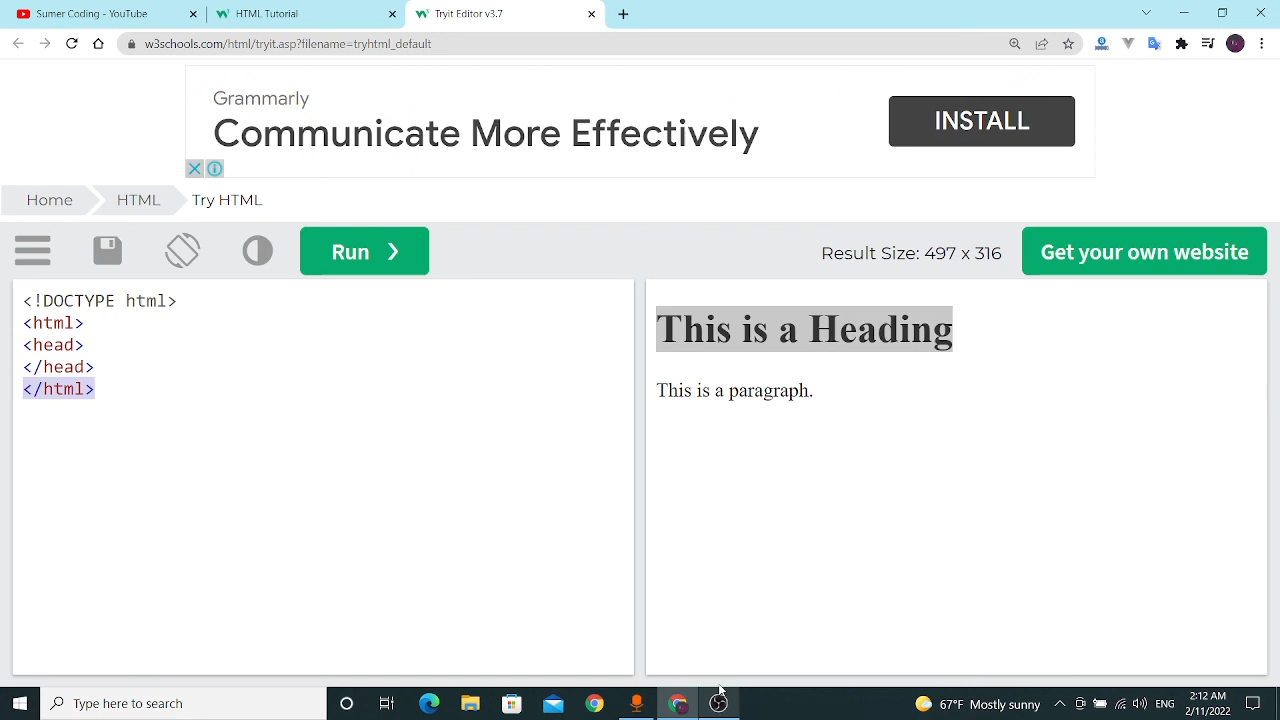 Sumer Coding - YouTube
HTML Tutorial
Tryit Editor v3.7
w3schools.com/html/tryit.asp?filename=tryhtml_default
Grammarly
Communicate More Effectively
INSTALL
Home
HTML
Try HTML
Run
Result Size: 497 x 316
Get your own website
<!DOCTYPE html>
<html>
<head>
</head>
</html>
This is a Heading
This is a paragraph.
Type here to search
37°F Mostly sunny
ENG
2:12 AM
2/11/2022